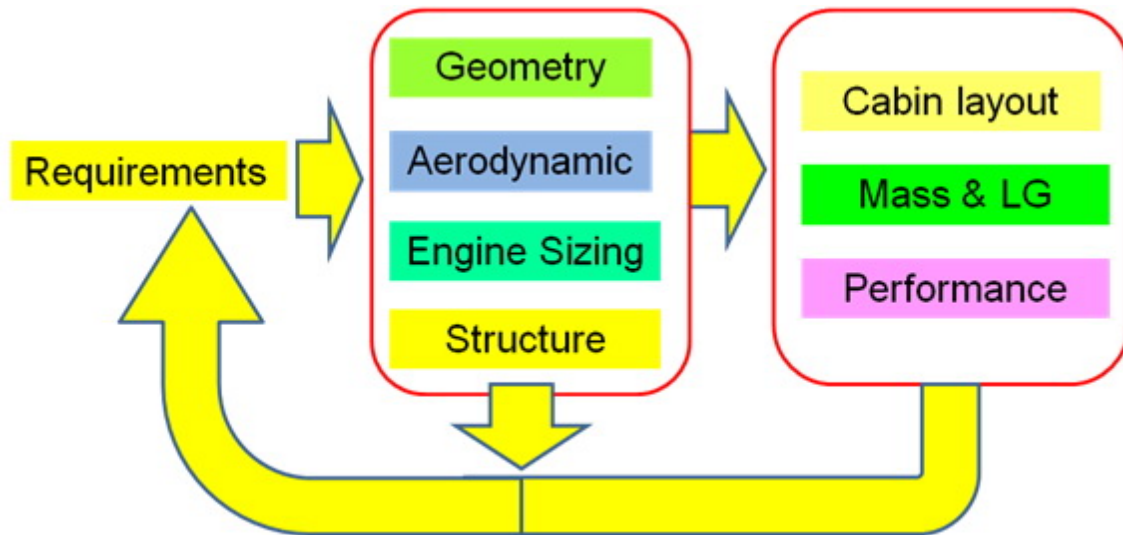 Requirements
Geometry
Aerodynamic
Engine Sizing
Structure
Cabin layout
Mass & LG
Performance